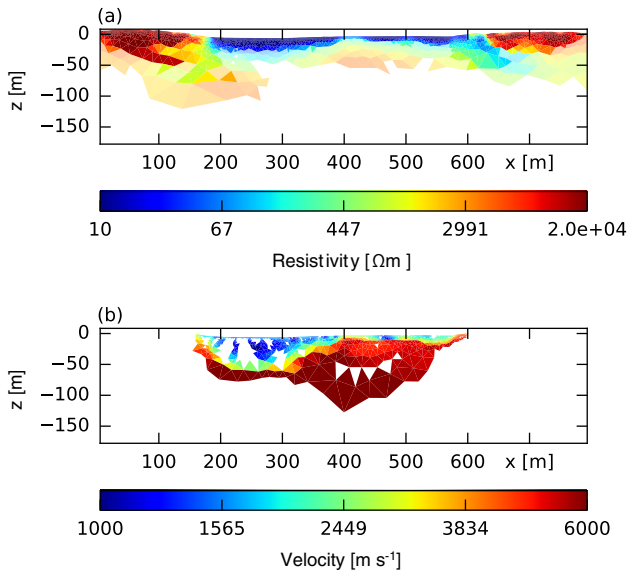 (a)
0
−50
−100
−150
z [m]
100 200 300 400 500 600 x [m]
10 67 447 2991 2.0e+04
Resistivity [Ωm ]
(b)
0
−50
−100
−150
z [m]
100 200 300 400 500 600 x [m]
1000 1565 2449 3834 6000
Velocity [m s⁻¹]